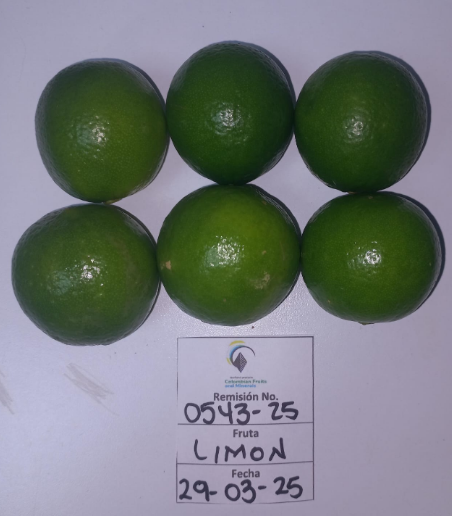 Colombian Fruits
and Minerals
Remisión No.
0543-25
Fruta
LIMON
Fecha
29-03-25